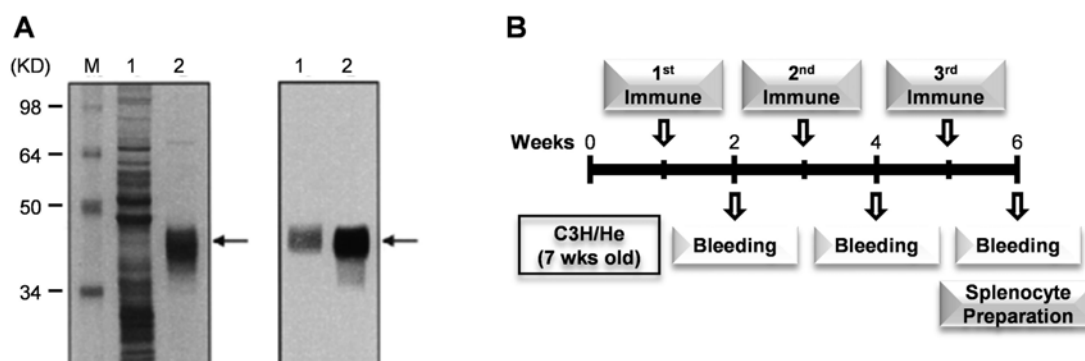 A
(KD) M 1 2
1 2
98
64
50
34
B
1st
Immune
2nd
Immune
3rd
Immune
Weeks 0 2 4 6
C3H/He
(7 wks old)
Bleeding
Bleeding
Bleeding
Splenocyte
Preparation